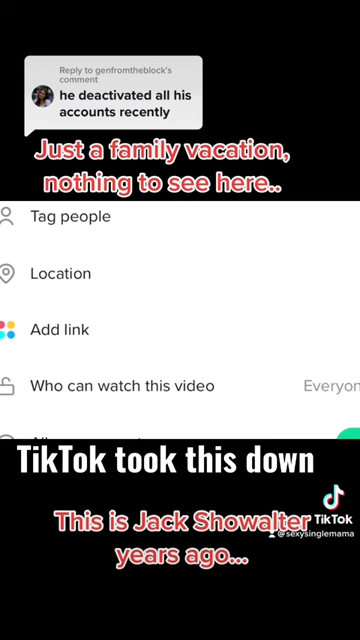 Reply to genfromtheblock's
comment
he deactivated all his
accounts recently
Just a family vacation,
nothing to see here..
Tag people
Location
Add link
Who can watch this video Everyon
TikTok took this down
TikTok
@sexysinglemama
This is Jack Showalter
years ago...